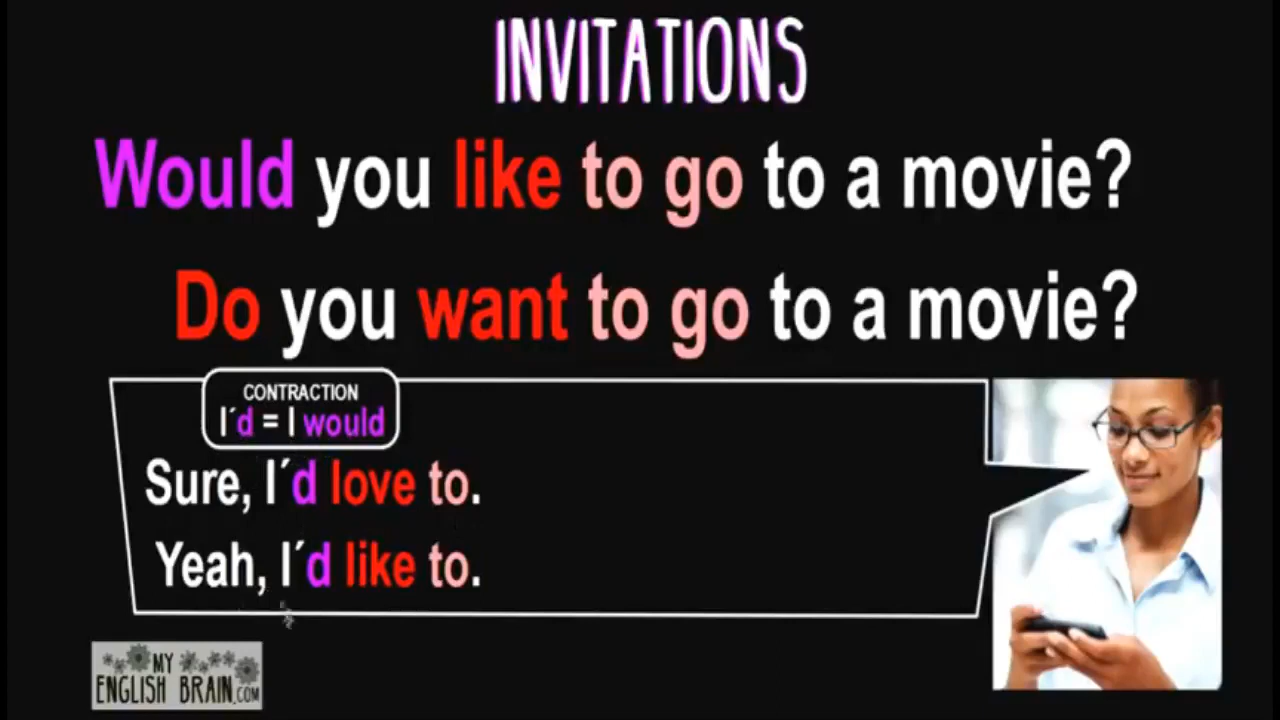 INVITATIONS
Would you like to go to a movie?
Do you want to go to a movie?
CONTRACTION
I´d = I would
Sure, I´d love to.
Yeah, I´d like to.
MY
ENGLISH BRAIN.COM